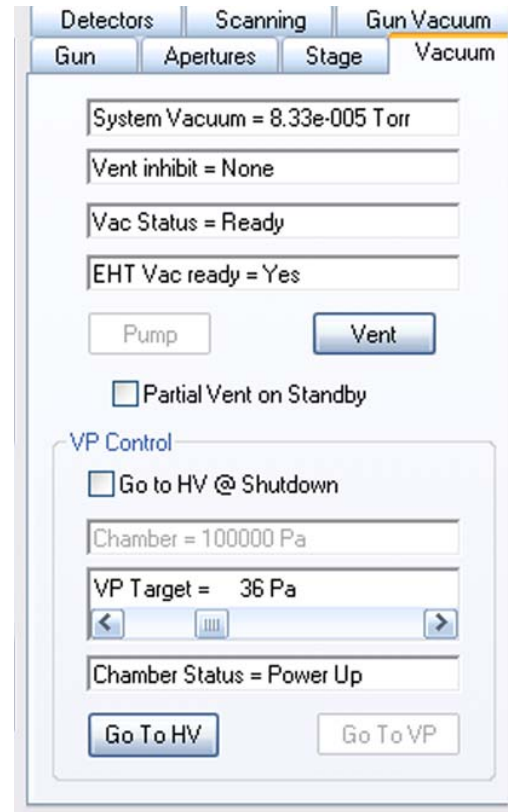 Detectors Scanning Gun Vacuum
Gun Apertures Stage Vacuum
System Vacuum = 8.33e-005 Torr
Vent inhibit = None
Vac Status = Ready
EHT Vac ready = Yes
Pump Vent
Partial Vent on Standby
VP Control
Go to HV @ Shutdown
Chamber = 100000 Pa
VP Target = 36 Pa
Chamber Status = Power Up
Go To HV Go To VP